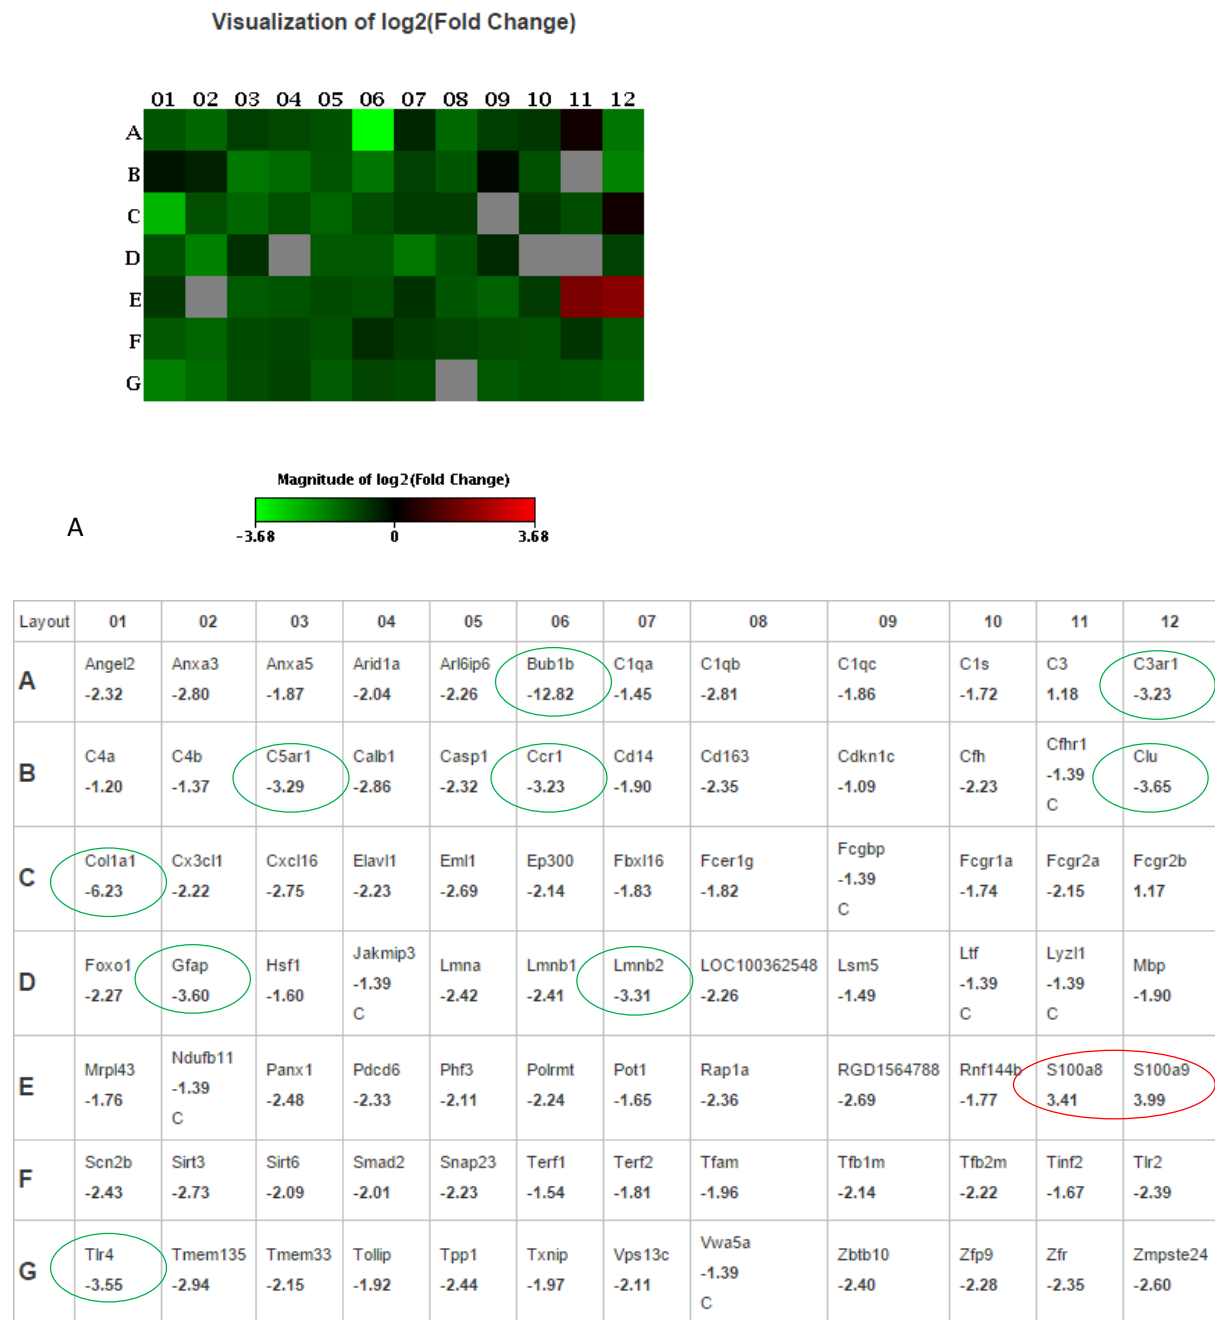 Visualization of log2(Fold Change)
01 02 03 04 05 06 07 08 09 10 11 12
A
B
C
D
E
F
G
Magnitude of log2(Fold Change)
-3.68 0 3.68
A
Layout 01 02 03 04 05 06 07 08 09 10 11 12
A
Angel2 Anxa3 Anxa5 Arid1a Arl6ip6 Bub1b C1qa C1qb C1qc C1s C3 C3ar1
-2.32 -2.80 -1.87 -2.04 -2.26 -12.82 -1.45 -2.81 -1.86 -1.72 1.18 -3.23
B
C4a C4b C5ar1 Calb1 Casp1 Ccr1 Cd14 Cd163 Cdkn1c Cfh Cfhr1 Clu
-1.20 -1.37 -3.29 -2.86 -2.32 -3.23 -1.90 -2.35 -1.09 -2.23 -1.39 -3.65
C
C
Col1a1 Cx3cl1 Cxcl16 Elavl1 Eml1 Ep300 Fbxl16 Fcer1g Fcgbp Fcgr1a Fcgr2a Fcgr2b
-6.23 -2.22 -2.75 -2.23 -2.69 -2.14 -1.83 -1.82 -1.39 -1.74 -2.15 1.17
C
D
Foxo1 Gfap Hsf1 Jakmip3 Lmna Lmnb1 Lmnb2 LOC100362548 Lsm5 Ltf Lyzl1 Mbp
-2.27 -3.60 -1.60 -1.39 -2.42 -2.41 -3.31 -2.26 -1.49 -1.39 -1.39 -1.90
C C C
E
Mrpl43 Ndufb11 Panx1 Pdcd6 Phf3 Polrmt Pot1 Rap1a RGD1564788 Rnf144b S100a8 S100a9
-1.76 -1.39 -2.48 -2.33 -2.11 -2.24 -1.65 -2.36 -2.69 -1.77 3.41 3.99
C
F
Scn2b Sirt3 Sirt6 Smad2 Snap23 Terf1 Terf2 Tfam Tfb1m Tfb2m Tinf2 Tlr2
-2.43 -2.73 -2.09 -2.01 -2.23 -1.54 -1.81 -1.96 -2.14 -2.22 -1.67 -2.39
G
Tlr4 Tmem135 Tmem33 Tollip Tpp1 Txnip Vps13c Vwa5a Zbtb10 Zfp9 Zfr Zmpste24
-3.55 -2.94 -2.15 -1.92 -2.44 -1.97 -2.11 -1.39 -2.40 -2.28 -2.35 -2.60
C